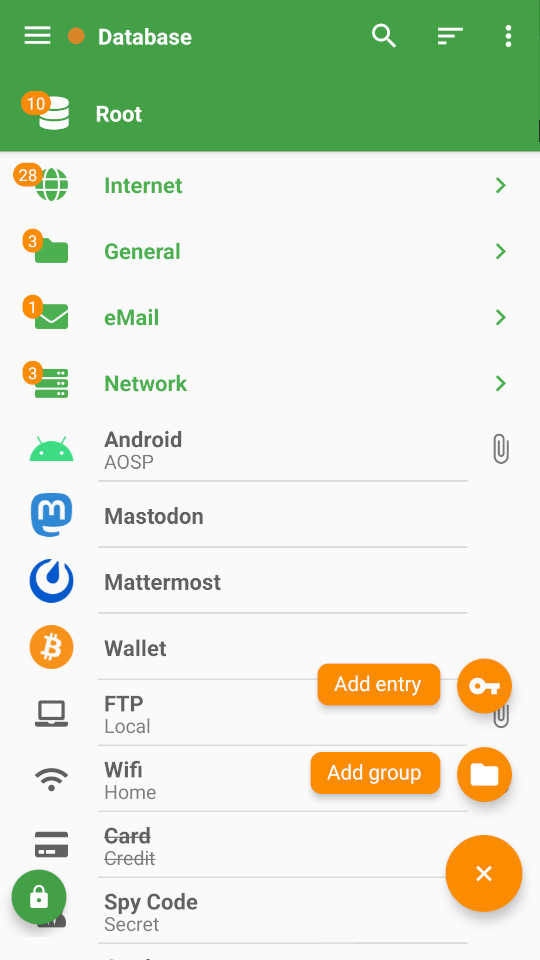 Database
10
Root
28
Internet
3
General
1
eMail
3
Network
Android
AOSP
Mastodon
Mattermost
Wallet
Add entry
FTP
Local
Wifi
Add group
Home
Card
Credit
Spy Code
Secret